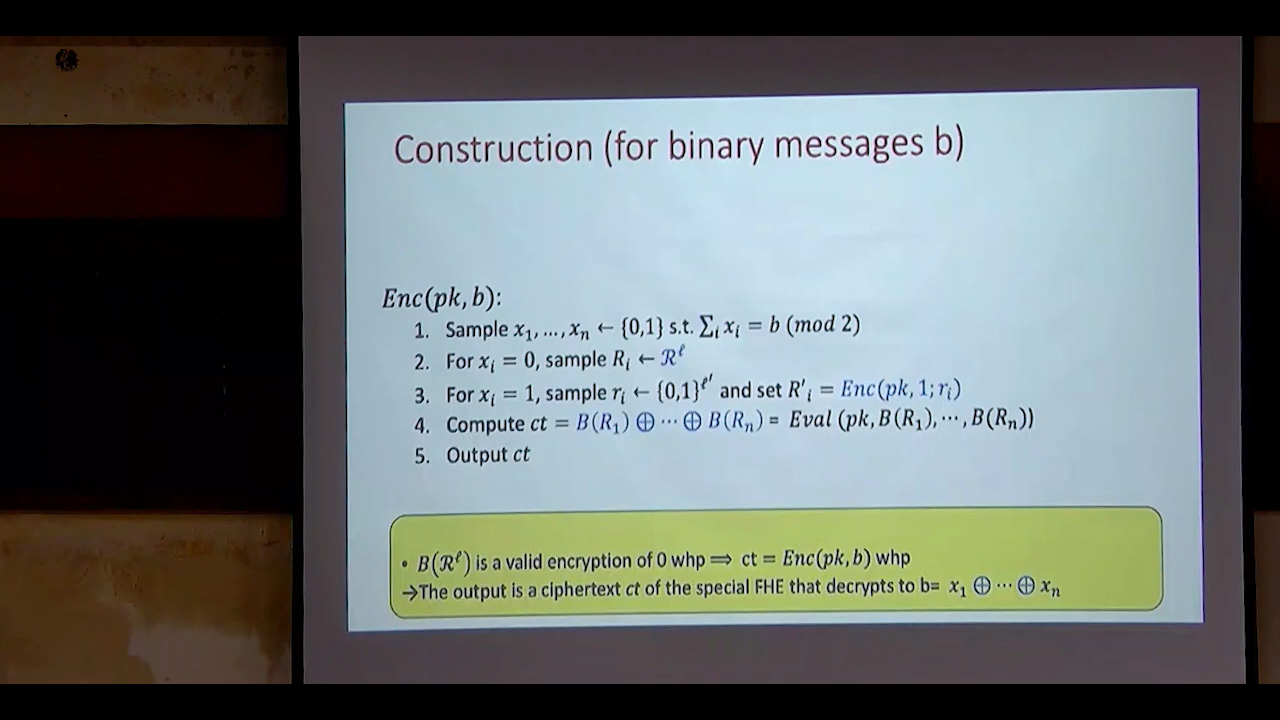 Construction (for binary messages b)
Enc(pk, b):
1. Sample x₁, …, xₙ ← {0,1} s.t. ∑ᵢ xᵢ = b (mod 2)
2. For xᵢ = 0, sample Rᵢ ← ℛ^ℓ
3. For xᵢ = 1, sample rᵢ ← {0,1}^ℓ′ and set R′ᵢ = Enc(pk, 1; rᵢ)
4. Compute ct = B(R₁) ⊕ ⋯ ⊕ B(Rₙ) = Eval (pk, B(R₁), ⋯ , B(Rₙ))
5. Output ct
• B(ℛ^ℓ) is a valid encryption of 0 whp ⟹ ct = Enc(pk, b) whp
→The output is a ciphertext ct of the special FHE that decrypts to b= x₁ ⊕ ⋯ ⊕ xₙ